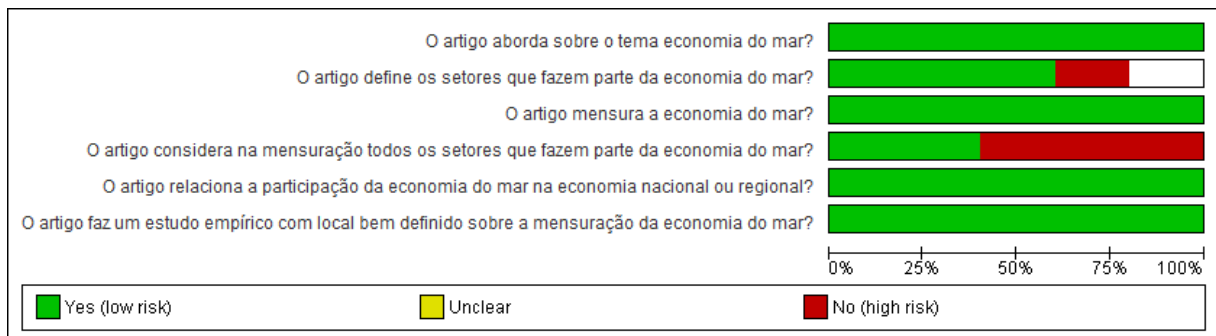 O artigo aborda sobre o tema economia do mar?
O artigo define os setores que fazem parte da economia do mar?
O artigo mensura a economia do mar?
O artigo considera na mensuração todos os setores que fazem parte da economia do mar?
O artigo relaciona a participação da economia do mar na economia nacional ou regional?
O artigo faz um estudo empírico com local bem definido sobre a mensuração da economia do mar?
0% 25% 50% 75% 100%
Yes (low risk) Unclear No (high risk)